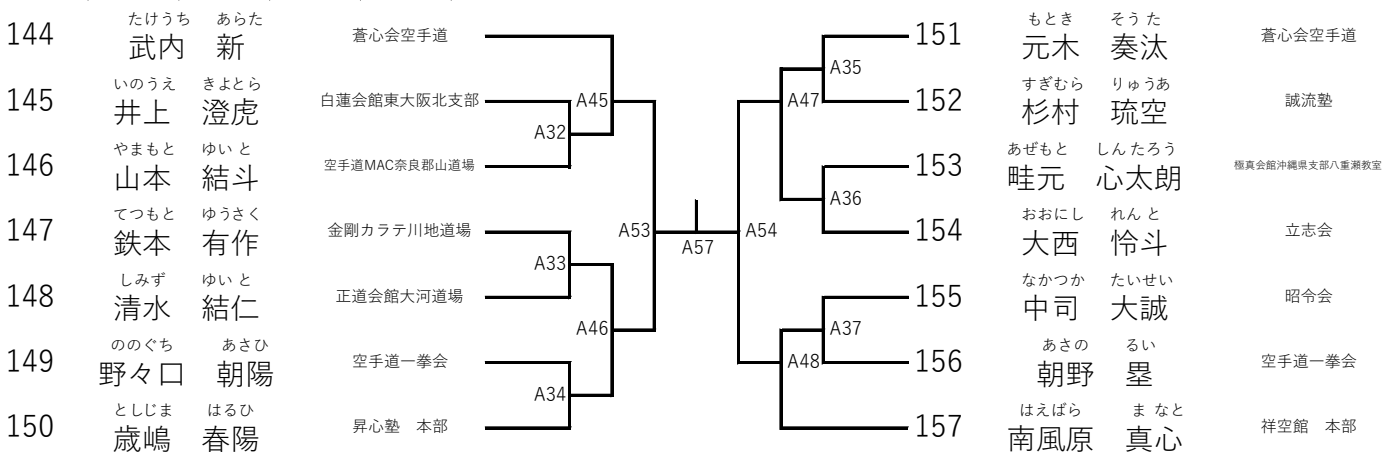 たけうち　あらた
144　武内　新　蒼心会空手道
いのうえ　きよとら
145　井上　澄虎　白蓮会館東大阪北支部
やまもと　ゆいと
146　山本　結斗　空手道MAC奈良郡山道場
てつもと　ゆうさく
147　鉄本　有作　金剛カラテ川地道場
しみず　ゆいと
148　清水　結仁　正道会館大河道場
ののぐち　あさひ
149　野々口　朝陽　空手道一拳会
としじま　はるひ
150　歳嶋　春陽　昇心塾　本部
A45
A32
A53
A33
A46
A34
A57
A54
A35
A47
A36
A37
A48
もとき　そうた
151　元木　奏汰　蒼心会空手道
すぎむら　りゅうあ
152　杉村　琉空　誠流塾
あぜもと　しんたろう
153　畦元　心太朗　極真会館沖縄県支部八重瀬教室
おおにし　れんと
154　大西　怜斗　立志会
なかつか　たいせい
155　中司　大誠　昭令会
あさの　るい
156　朝野　塁　空手道一拳会
はえばら　まなと
157　南風原　真心　祥空館　本部